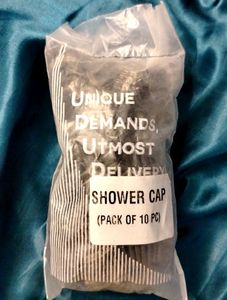 UNIQUE
DEMANDS,
UTMOST
DELIVERY
SHOWER CAP
(PACK OF 10 PC)